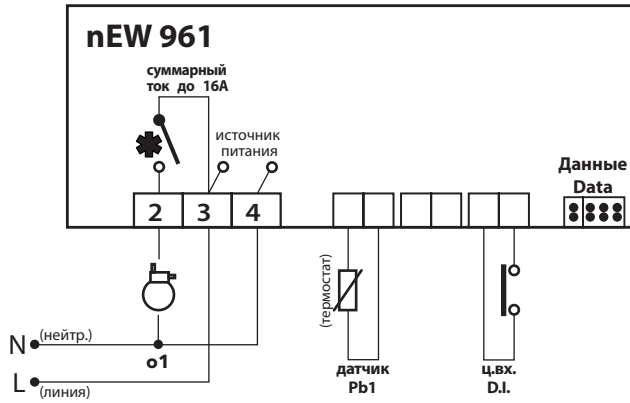 nEW 961
суммарный
ток до 16A
источник
питания
Данные
Data
2 3 4
(термостат)
N (нейтр.)
o1
L (линия)
датчик
Pb1
ц.вх.
D.I.